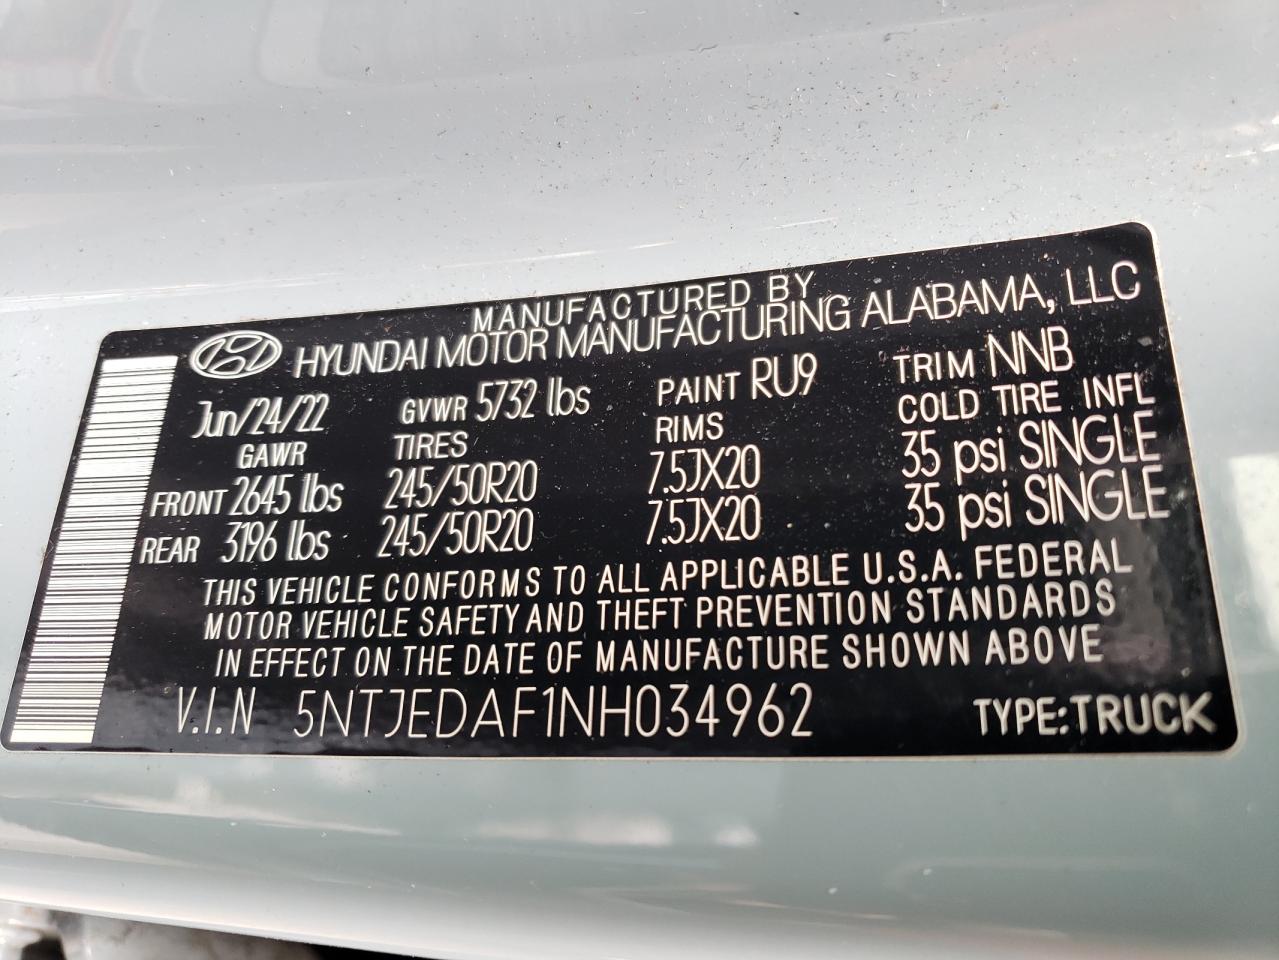 MANUFACTURED BY
HYUNDAI MOTOR MANUFACTURING ALABAMA, LLC
Jun/24/22 GVWR 5732 lbs PAINT RU9 TRIM NNB
GAWR TIRES RIMS COLD TIRE INFL
FRONT 2645 lbs 245/50R20 7.5JX20 35 psi SINGLE
REAR 3196 lbs 245/50R20 7.5JX20 35 psi SINGLE
THIS VEHICLE CONFORMS TO ALL APPLICABLE U.S.A. FEDERAL
MOTOR VEHICLE SAFETY AND THEFT PREVENTION STANDARDS
IN EFFECT ON THE DATE OF MANUFACTURE SHOWN ABOVE
V.I.N 5NTJEDAF1NH034962 TYPE:TRUCK